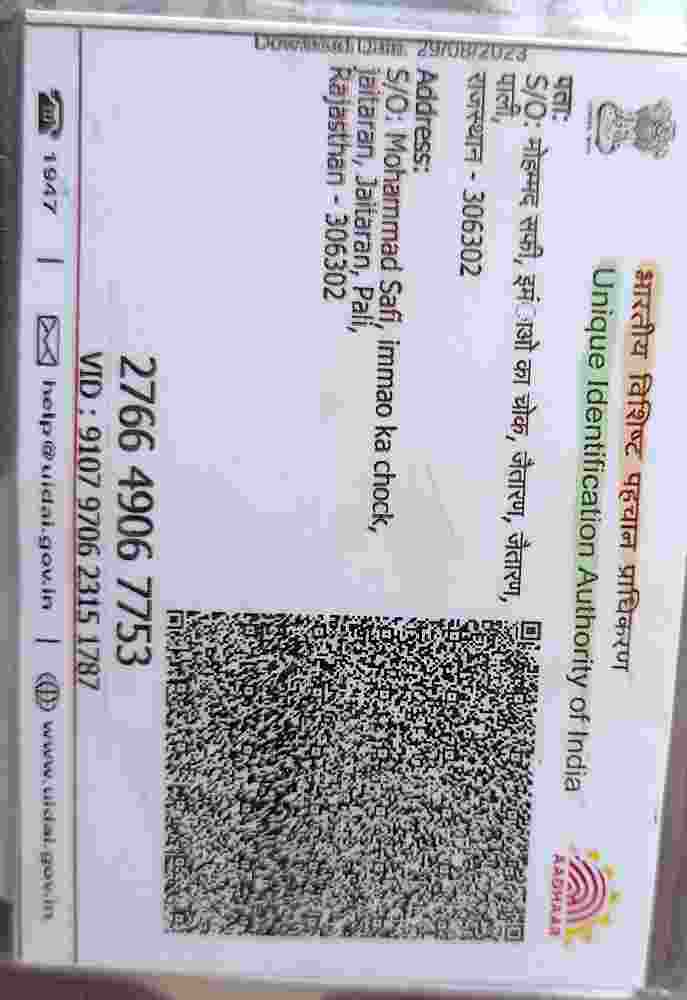 भारतीय विशिष्ट पहचान प्राधिकरण
Unique Identification Authority of India
AADHAAR
पता:
S/O: मोहम्मद सफी, इमंाओ का चोक, जैतारण, जैतारण,
पाली,
राजस्थान - 306302
Address:
S/O: Mohammad Safi, immao ka chock,
Jaitaran, Jaitaran, Pali,
Rajasthan - 306302
Download Date: 29/08/2023
2766 4906 7753
VID : 9107 9706 2315 1787
1947 | help@uidai.gov.in | www.uidai.gov.in